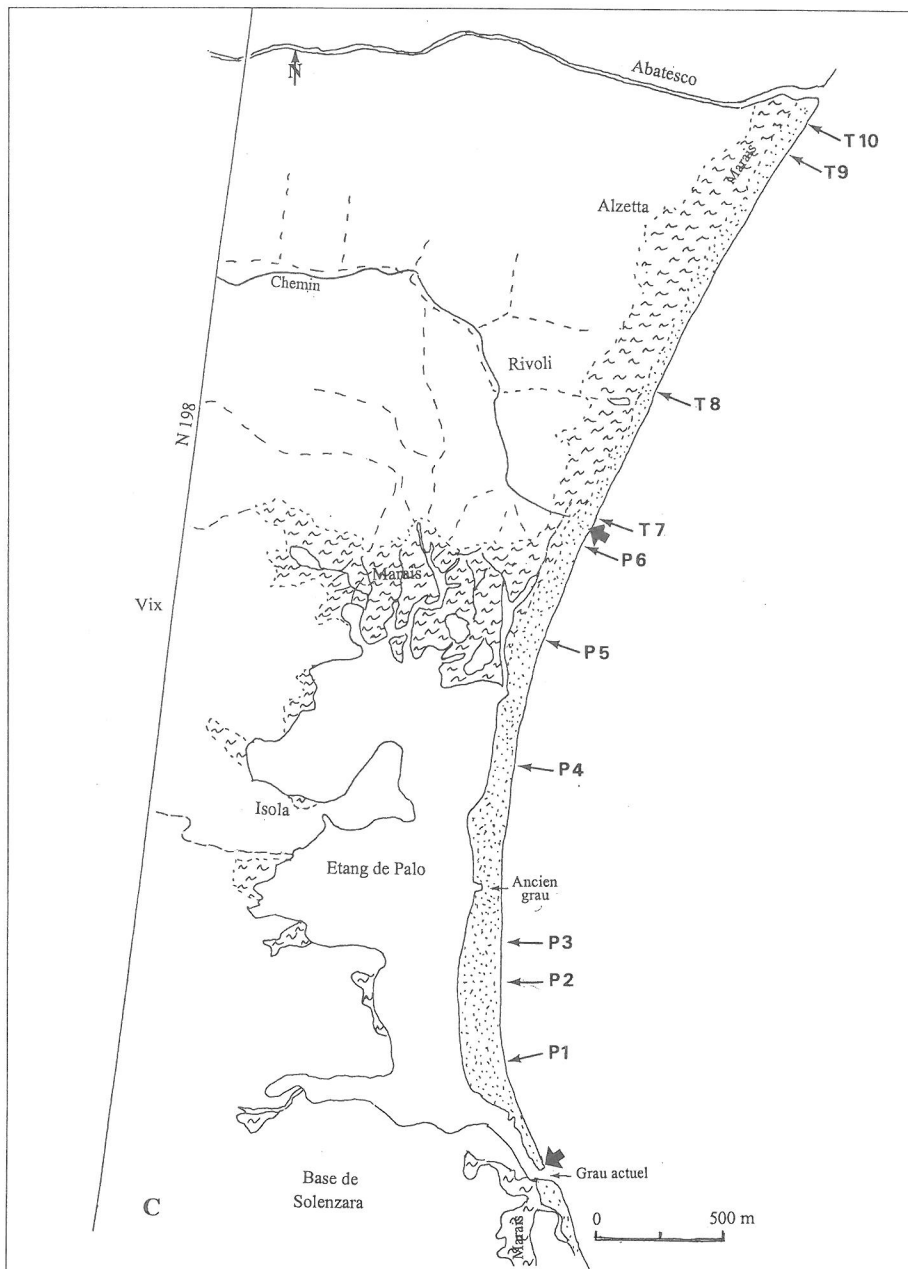 Abatesco
N
T 10
Marais
T 9
Alzetta
Chemin
Rivoli
T 8
N 198
T 7
P 6
Marais
Vix
P 5
P 4
Isola
Etang de Palo
Ancien
grau
P 3
P 2
P 1
Grau actuel
Base de
Solenzara
C
Marais
0 500 m